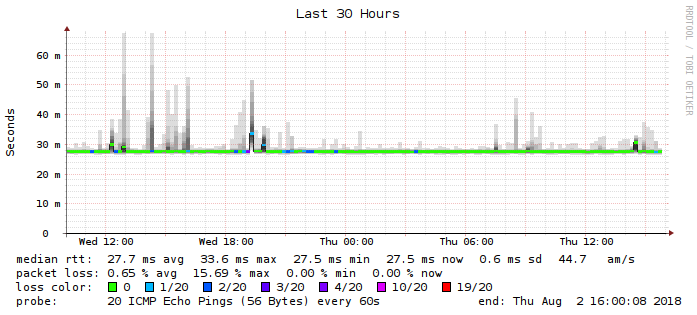 Last 30 Hours
RRDTOOL / TOBI OETIKER
Seconds
60 m
50 m
40 m
30 m
20 m
10 m
0
Wed 12:00 Wed 18:00 Thu 00:00 Thu 06:00 Thu 12:00
median rtt: 27.7 ms avg 33.6 ms max 27.5 ms min 27.5 ms now 0.6 ms sd 44.7 am/s
packet loss: 0.65 % avg 15.69 % max 0.00 % min 0.00 % now
loss color: 0 1/20 2/20 3/20 4/20 10/20 19/20
probe: 20 ICMP Echo Pings (56 Bytes) every 60s end: Thu Aug 2 16:00:08 2018